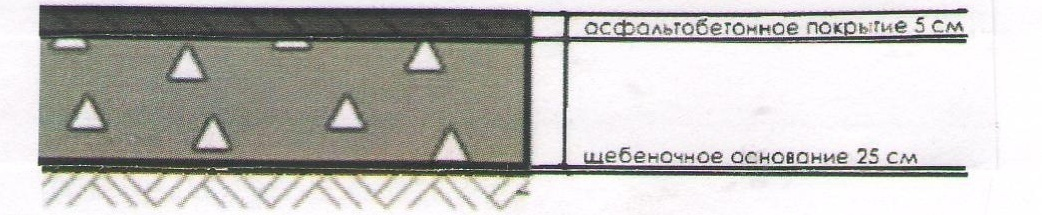 асфальтобетонное покрытие 5 см
щебеночное основание 25 см